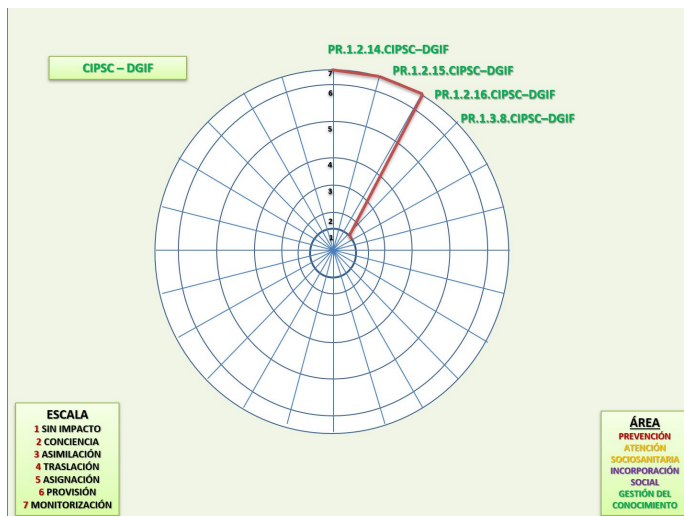 CIPSC – DGIF
PR.1.2.14.CIPSC–DGIF
PR.1.2.15.CIPSC–DGIF
PR.1.2.16.CIPSC–DGIF
PR.1.3.8.CIPSC–DGIF
7
6
5
4
3
2
1
ESCALA
1 SIN IMPACTO
2 CONCIENCIA
3 ASIMILACIÓN
4 TRASLACIÓN
5 ASIGNACIÓN
6 PROVISIÓN
7 MONITORIZACIÓN
ÁREA
PREVENCIÓN
ATENCIÓN
SOCIOSANITARIA
INCORPORACIÓN
SOCIAL
GESTIÓN DEL
CONOCIMIENTO